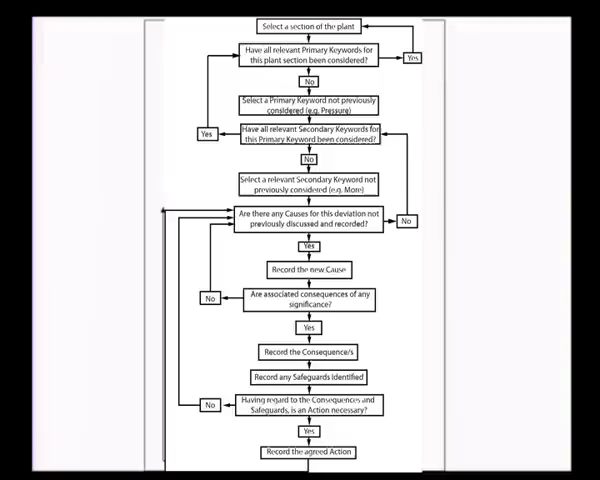 Select a section of the plant
Have all relevant Primary Keywords for
this plant section been considered?
Yes
No
Select a Primary Keyword not previously
considered (e.g. Pressure)
Have all relevant Secondary Keywords for
this Primary Keyword been considered?
Yes
No
Select a relevant Secondary Keyword not
previously considered (e.g. More)
Are there any Causes for this deviation not
previously discussed and recorded?
No
Yes
Record the new Cause
Are associated consequences of any
significance?
No
Yes
Record the Consequence/s
Record any Safeguards Identified
Having regard to the Consequences and
Safeguards, is an Action necessary?
No
Yes
Record the agreed Action